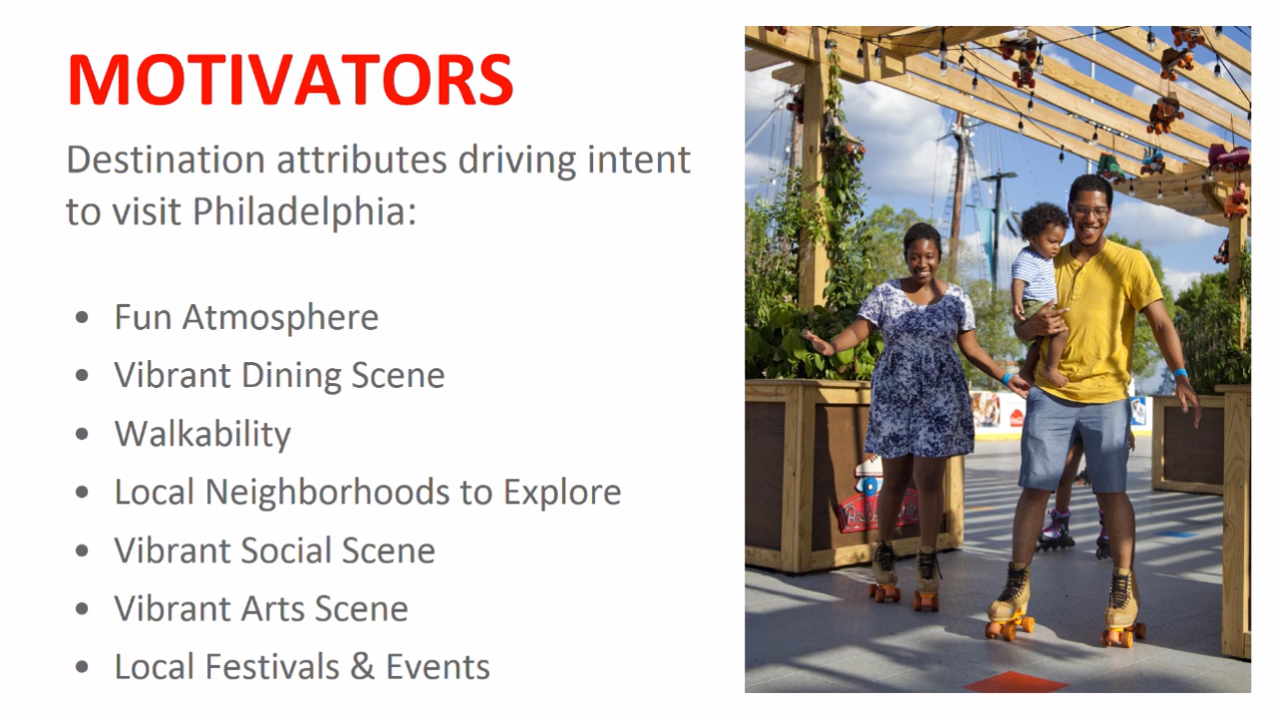 MOTIVATORS
Destination attributes driving intent
to visit Philadelphia:
• Fun Atmosphere
• Vibrant Dining Scene
• Walkability
• Local Neighborhoods to Explore
• Vibrant Social Scene
• Vibrant Arts Scene
• Local Festivals & Events